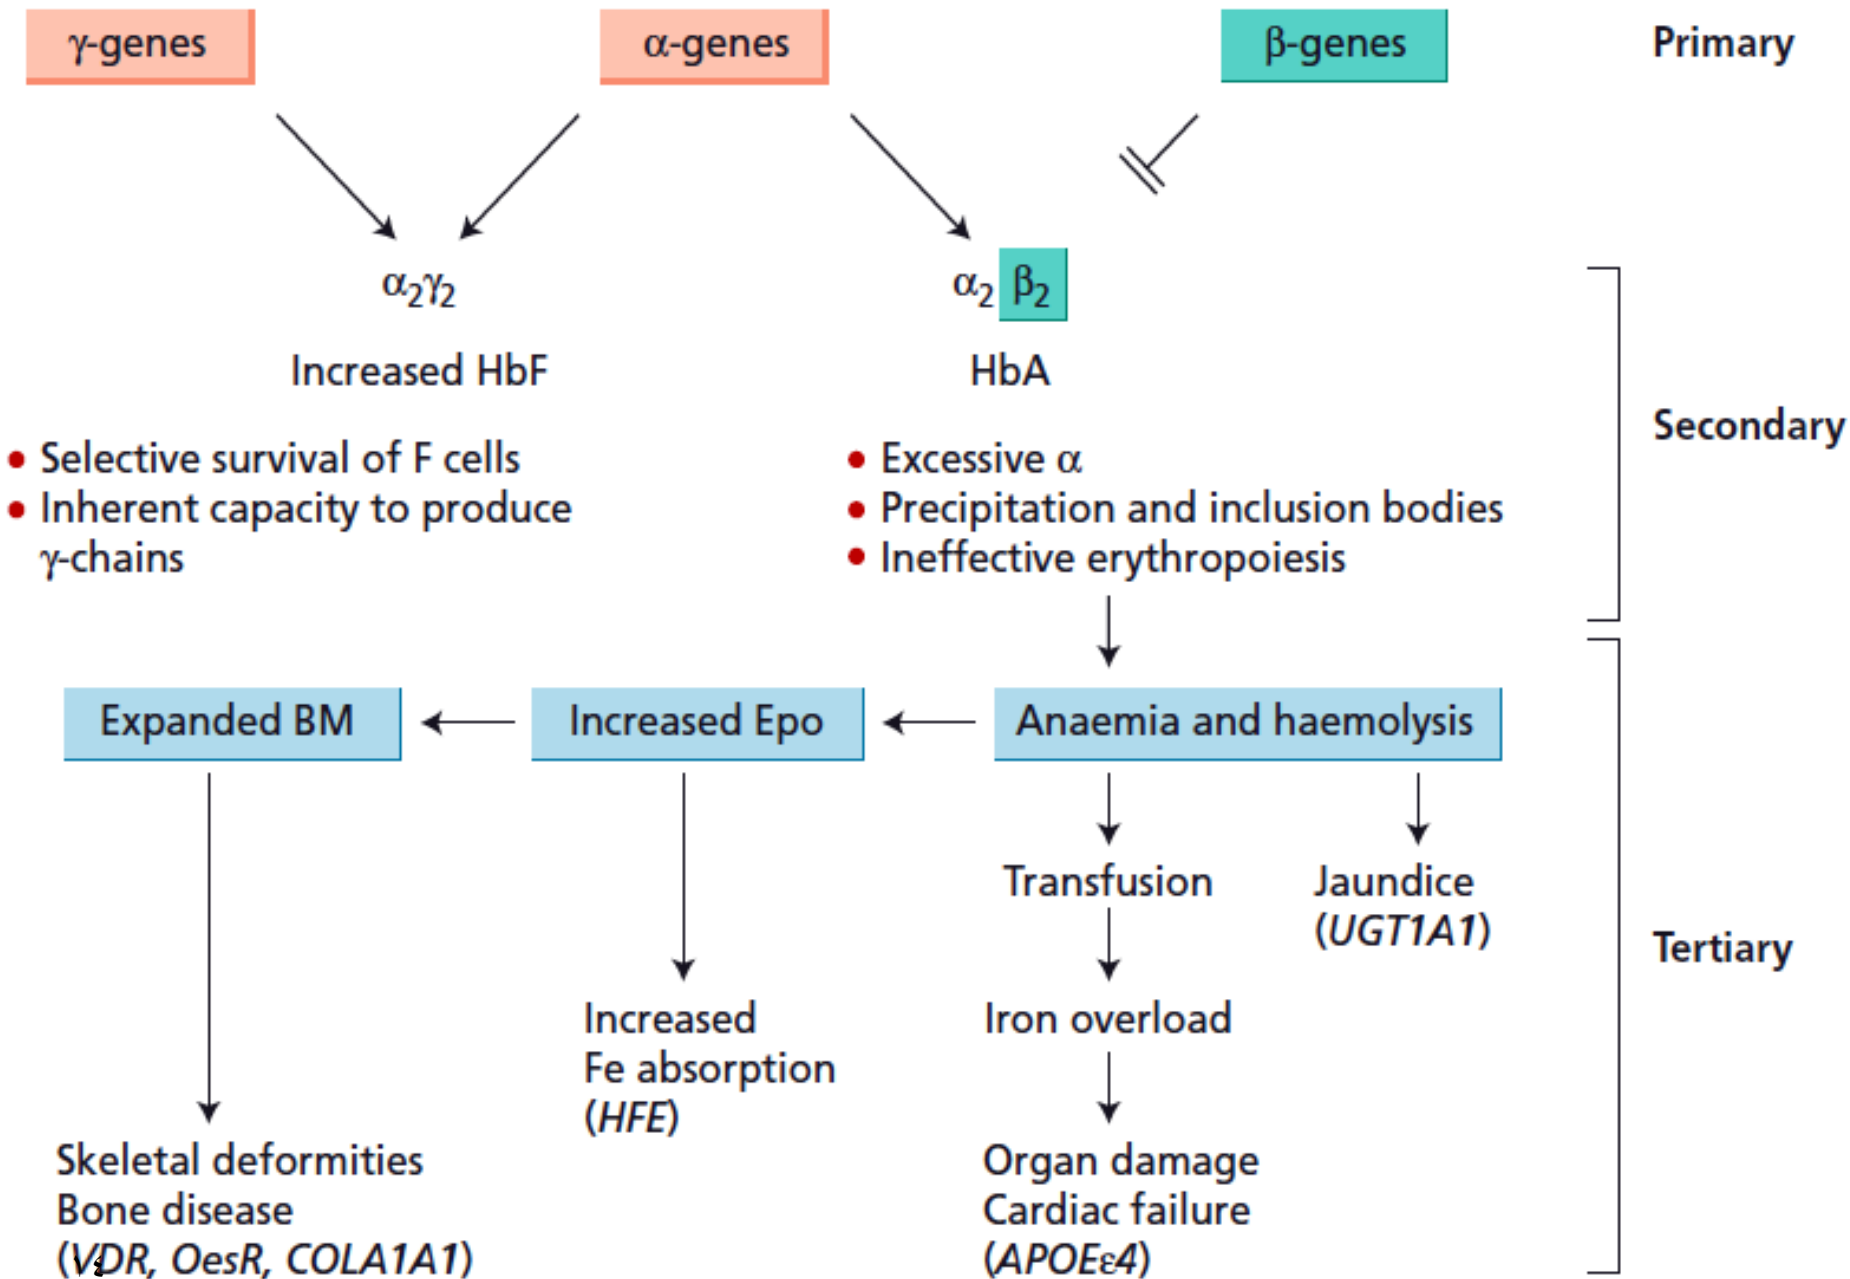 γ-genes
α-genes
β-genes
Primary
α₂γ₂
α₂ β₂
Increased HbF
HbA
• Selective survival of F cells
• Inherent capacity to produce
γ-chains
• Excessive α
• Precipitation and inclusion bodies
• Ineffective erythropoiesis
Secondary
Expanded BM
Increased Epo
Anaemia and haemolysis
Transfusion
Jaundice
(UGT1A1)
Tertiary
Increased
Fe absorption
(HFE)
Iron overload
Skeletal deformities
Bone disease
(VDR, OesR, COLA1A1)
Organ damage
Cardiac failure
(APOEε4)